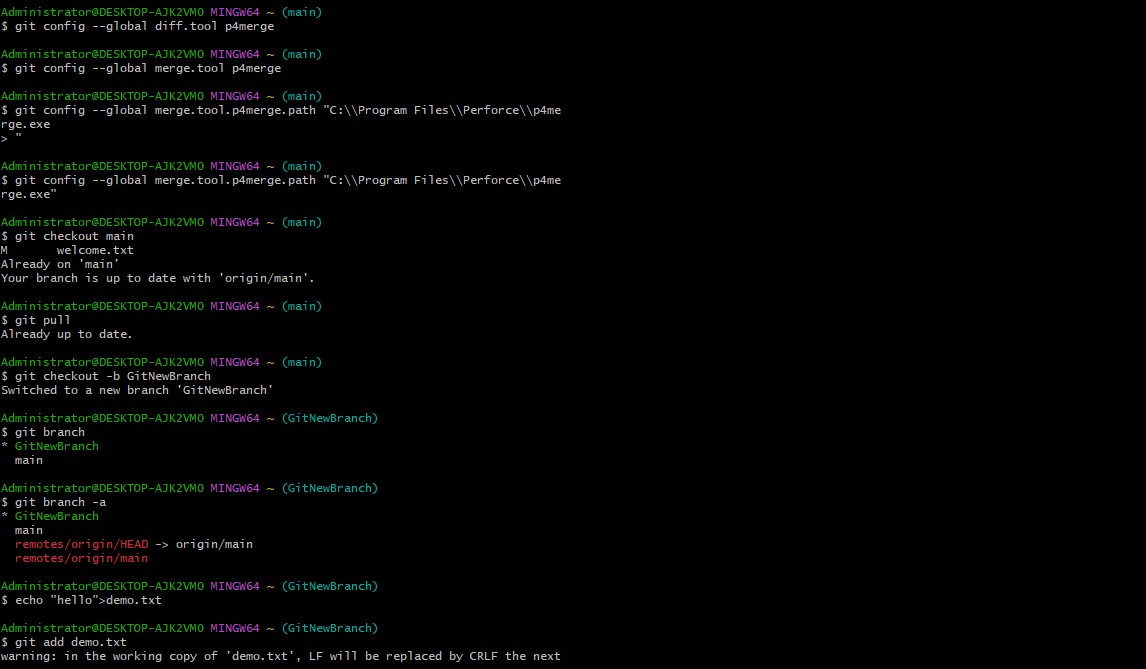 Administrator@DESKTOP-AJK2VMO MINGW64 ~ (main)
$ git config --global diff.tool p4merge

Administrator@DESKTOP-AJK2VMO MINGW64 ~ (main)
$ git config --global merge.tool p4merge

Administrator@DESKTOP-AJK2VMO MINGW64 ~ (main)
$ git config --global merge.tool.p4merge.path "C:\\Program Files\\Perforce\\p4me
rge.exe
> "

Administrator@DESKTOP-AJK2VMO MINGW64 ~ (main)
$ git config --global merge.tool.p4merge.path "C:\\Program Files\\Perforce\\p4me
rge.exe"

Administrator@DESKTOP-AJK2VMO MINGW64 ~ (main)
$ git checkout main
M       welcome.txt
Already on 'main'
Your branch is up to date with 'origin/main'.

Administrator@DESKTOP-AJK2VMO MINGW64 ~ (main)
$ git pull
Already up to date.

Administrator@DESKTOP-AJK2VMO MINGW64 ~ (main)
$ git checkout -b GitNewBranch
Switched to a new branch 'GitNewBranch'

Administrator@DESKTOP-AJK2VMO MINGW64 ~ (GitNewBranch)
$ git branch
* GitNewBranch
  main

Administrator@DESKTOP-AJK2VMO MINGW64 ~ (GitNewBranch)
$ git branch -a
* GitNewBranch
  main
  remotes/origin/HEAD -> origin/main
  remotes/origin/main

Administrator@DESKTOP-AJK2VMO MINGW64 ~ (GitNewBranch)
$ echo "hello">demo.txt

Administrator@DESKTOP-AJK2VMO MINGW64 ~ (GitNewBranch)
$ git add demo.txt
warning: in the working copy of 'demo.txt', LF will be replaced by CRLF the next